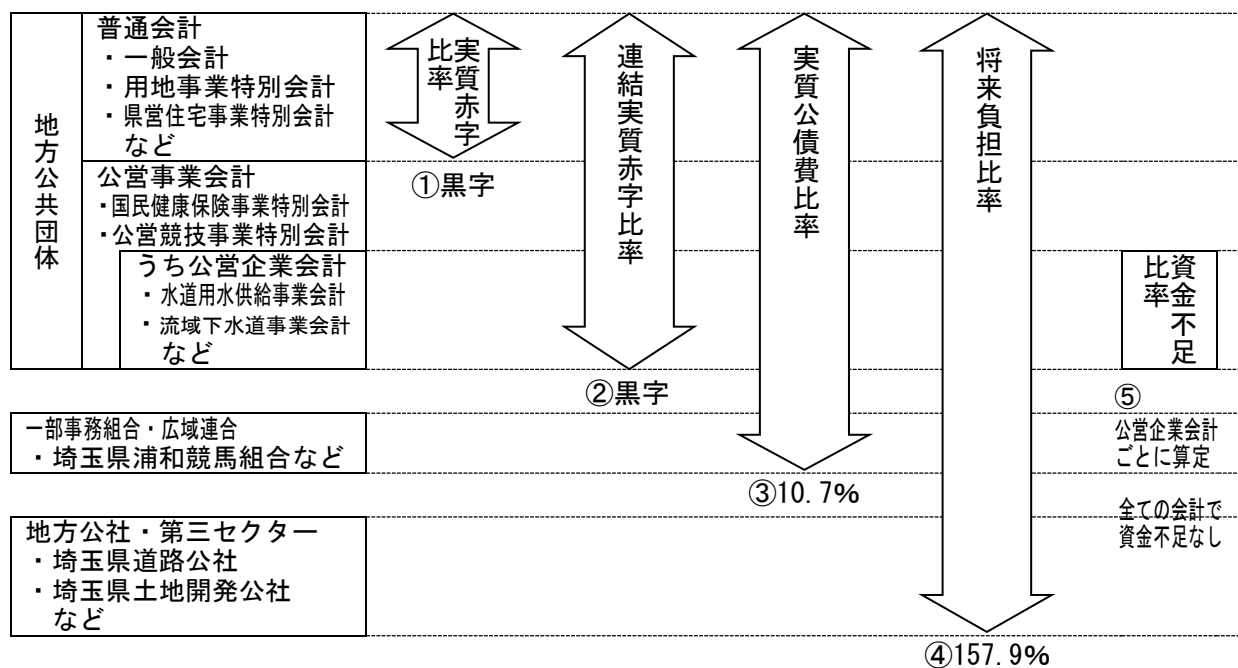 地方公共団体
普通会計
・一般会計
・用地事業特別会計
・県営住宅事業特別会計
など
公営事業会計
・国民健康保険事業特別会計
・公営競技事業特別会計
うち公営企業会計
・水道用水供給事業会計
・流域下水道事業会計
など
実質赤字
比率
①黒字
連結実質赤字比率
②黒字
実質公債費比率
③10.7%
将来負担比率
④157.9%
資金不足
比率
⑤
公営企業会計
ごとに算定
全ての会計で
資金不足なし
一部事務組合・広域連合
・埼玉県浦和競馬組合など
地方公社・第三セクター
・埼玉県道路公社
・埼玉県土地開発公社
など